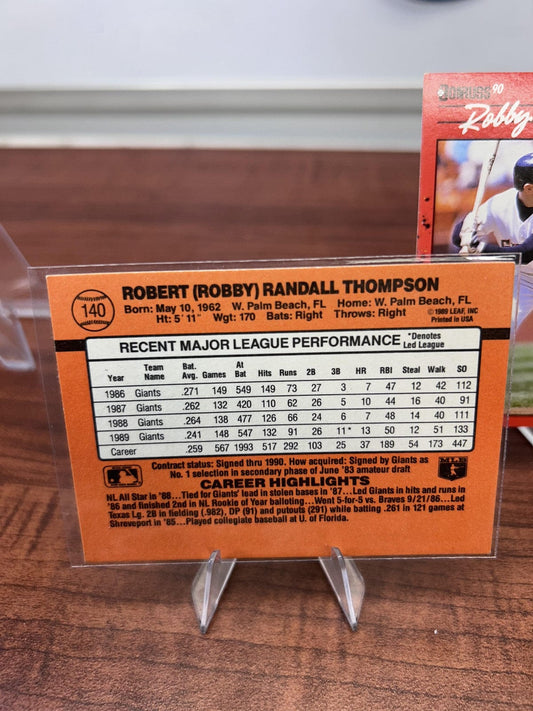 Donruss '90
Robby
140
ROBERT (ROBBY) RANDALL THOMPSON
Born: May 10, 1962 W. Palm Beach, FL Home: W. Palm Beach, FL
Ht: 5' 11" Wgt: 170 Bats: Right Throws: Right
©1989 LEAF, INC
Printed in USA
RECENT MAJOR LEAGUE PERFORMANCE *Denotes Led League
Year Team Name Bat. Avg. Games At Bat Hits Runs 2B 3B HR RBI Steal Walk SO
1986 Giants .271 149 549 149 73 27 3 7 47 12 42 112
1987 Giants .262 132 420 110 62 26 5 10 44 16 40 91
1988 Giants .264 138 477 126 66 24 6 7 48 14 40 111
1989 Giants .241 148 547 132 91 26 11* 13 50 12 51 133
Career .259 567 1993 517 292 103 25 37 189 54 173 447
Contract status: Signed thru 1990. How acquired: Signed by Giants as
No. 1 selection in secondary phase of June '83 amateur draft
CAREER HIGHLIGHTS
NL All Star in '88...Tied for Giants' lead in stolen bases in '87...Led Giants in hits and runs in
'86 and finished 2nd in NL Rookie of Year balloting...Went 5-for-5 vs. Braves 9/21/86...Led
Texas Lg. 2B in fielding (.982), DP (91) and putouts (291) while batting .261 in 121 games at
Shreveport in '85...Played collegiate baseball at U. of Florida.